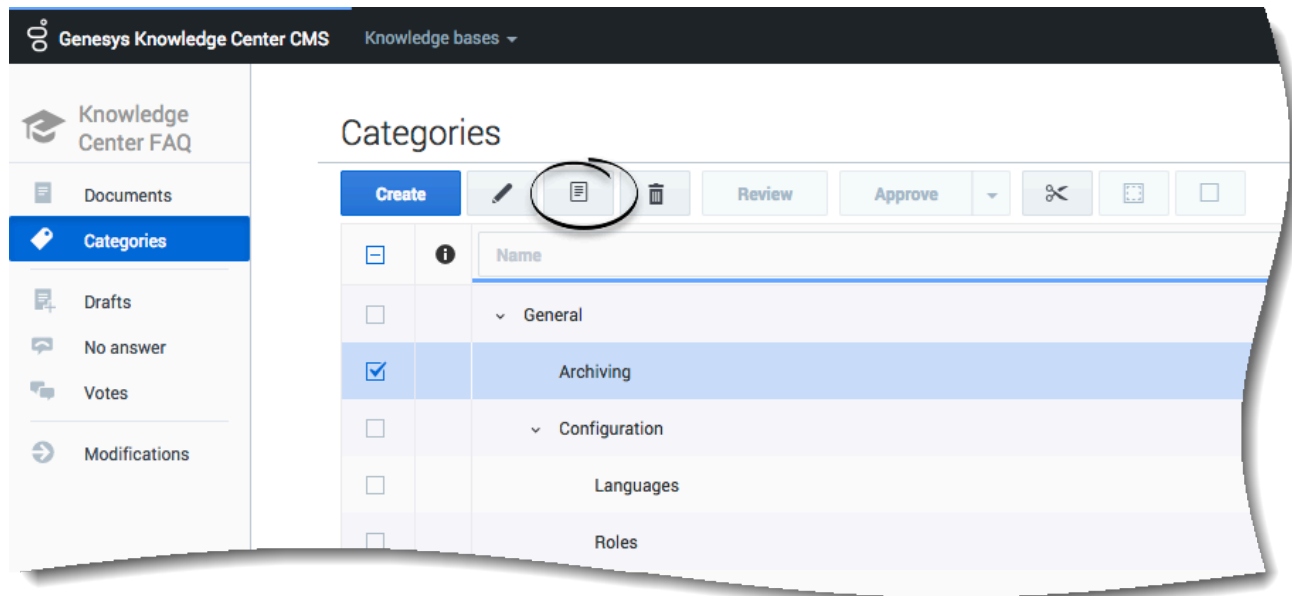 Genesys Knowledge Center CMS Knowledge bases
Knowledge
Center FAQ
Documents
Categories
Drafts
No answer
Votes
Modifications
Categories
Create Review Approve
Name
General
Archiving
Configuration
Languages
Roles